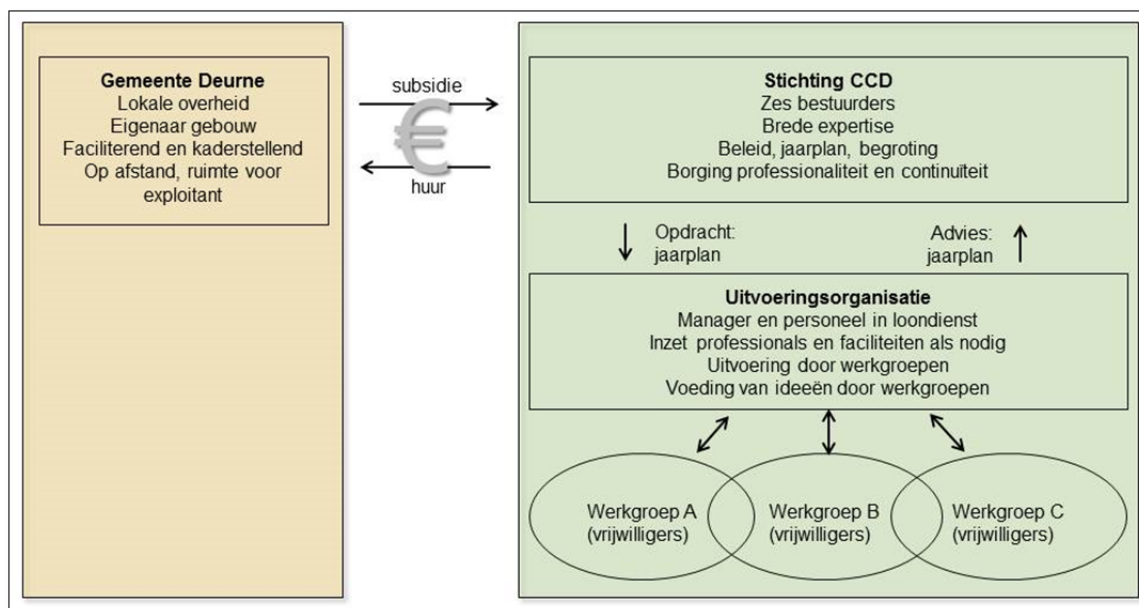 Gemeente Deurne
Lokale overheid
Eigenaar gebouw
Faciliterend en kaderstellend
Op afstand, ruimte voor
exploitant
subsidie
€
huur
Stichting CCD
Zes bestuurders
Brede expertise
Beleid, jaarplan, begroting
Borging professionaliteit en continuïteit
Opdracht:
jaarplan
Advies:
jaarplan
Uitvoeringsorganisatie
Manager en personeel in loondienst
Inzet professionals en faciliteiten als nodig
Uitvoering door werkgroepen
Voeding van ideeën door werkgroepen
Werkgroep A
(vrijwilligers)
Werkgroep B
(vrijwilligers)
Werkgroep C
(vrijwilligers)